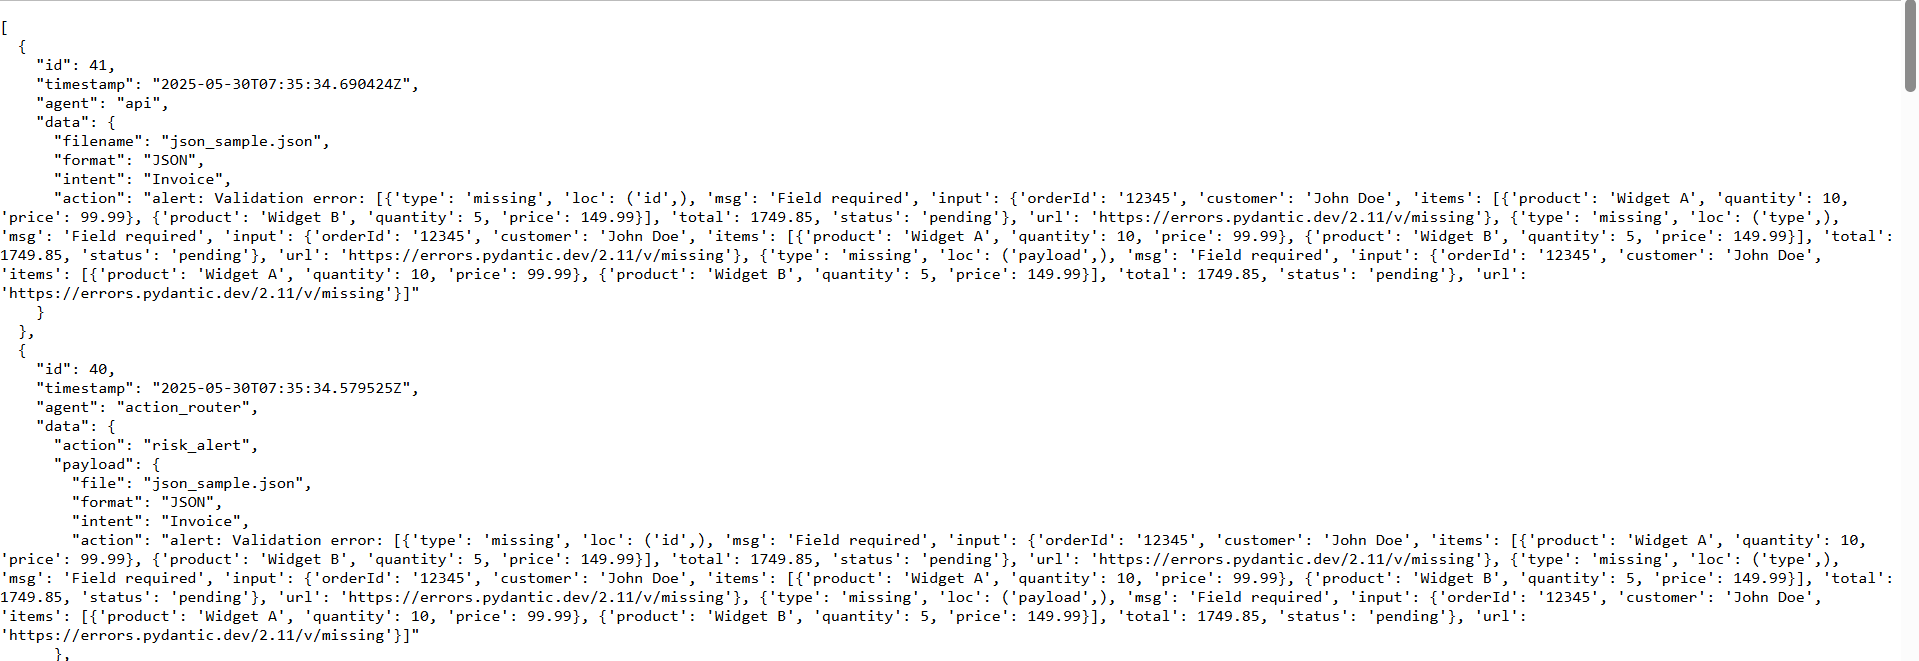 [
  {
    "id": 41,
    "timestamp": "2025-05-30T07:35:34.690424Z",
    "agent": "api",
    "data": {
      "filename": "json_sample.json",
      "format": "JSON",
      "intent": "Invoice",
      "action": "alert: Validation error: [{'type': 'missing', 'loc': ('id',), 'msg': 'Field required', 'input': {'orderId': '12345', 'customer': 'John Doe', 'items': [{'product': 'Widget A', 'quantity': 10,
'price': 99.99}, {'product': 'Widget B', 'quantity': 5, 'price': 149.99}], 'total': 1749.85, 'status': 'pending'}, 'url': 'https://errors.pydantic.dev/2.11/v/missing'}, {'type': 'missing', 'loc': ('type',),
'msg': 'Field required', 'input': {'orderId': '12345', 'customer': 'John Doe', 'items': [{'product': 'Widget A', 'quantity': 10, 'price': 99.99}, {'product': 'Widget B', 'quantity': 5, 'price': 149.99}], 'total':
1749.85, 'status': 'pending'}, 'url': 'https://errors.pydantic.dev/2.11/v/missing'}, {'type': 'missing', 'loc': ('payload',), 'msg': 'Field required', 'input': {'orderId': '12345', 'customer': 'John Doe',
'items': [{'product': 'Widget A', 'quantity': 10, 'price': 99.99}, {'product': 'Widget B', 'quantity': 5, 'price': 149.99}], 'total': 1749.85, 'status': 'pending'}, 'url':
'https://errors.pydantic.dev/2.11/v/missing'}]"
    }
  },
  {
    "id": 40,
    "timestamp": "2025-05-30T07:35:34.579525Z",
    "agent": "action_router",
    "data": {
      "action": "risk_alert",
      "payload": {
        "file": "json_sample.json",
        "format": "JSON",
        "intent": "Invoice",
        "action": "alert: Validation error: [{'type': 'missing', 'loc': ('id',), 'msg': 'Field required', 'input': {'orderId': '12345', 'customer': 'John Doe', 'items': [{'product': 'Widget A', 'quantity': 10,
'price': 99.99}, {'product': 'Widget B', 'quantity': 5, 'price': 149.99}], 'total': 1749.85, 'status': 'pending'}, 'url': 'https://errors.pydantic.dev/2.11/v/missing'}, {'type': 'missing', 'loc': ('type',),
'msg': 'Field required', 'input': {'orderId': '12345', 'customer': 'John Doe', 'items': [{'product': 'Widget A', 'quantity': 10, 'price': 99.99}, {'product': 'Widget B', 'quantity': 5, 'price': 149.99}], 'total':
1749.85, 'status': 'pending'}, 'url': 'https://errors.pydantic.dev/2.11/v/missing'}, {'type': 'missing', 'loc': ('payload',), 'msg': 'Field required', 'input': {'orderId': '12345', 'customer': 'John Doe',
'items': [{'product': 'Widget A', 'quantity': 10, 'price': 99.99}, {'product': 'Widget B', 'quantity': 5, 'price': 149.99}], 'total': 1749.85, 'status': 'pending'}, 'url':
'https://errors.pydantic.dev/2.11/v/missing'}]"
      },